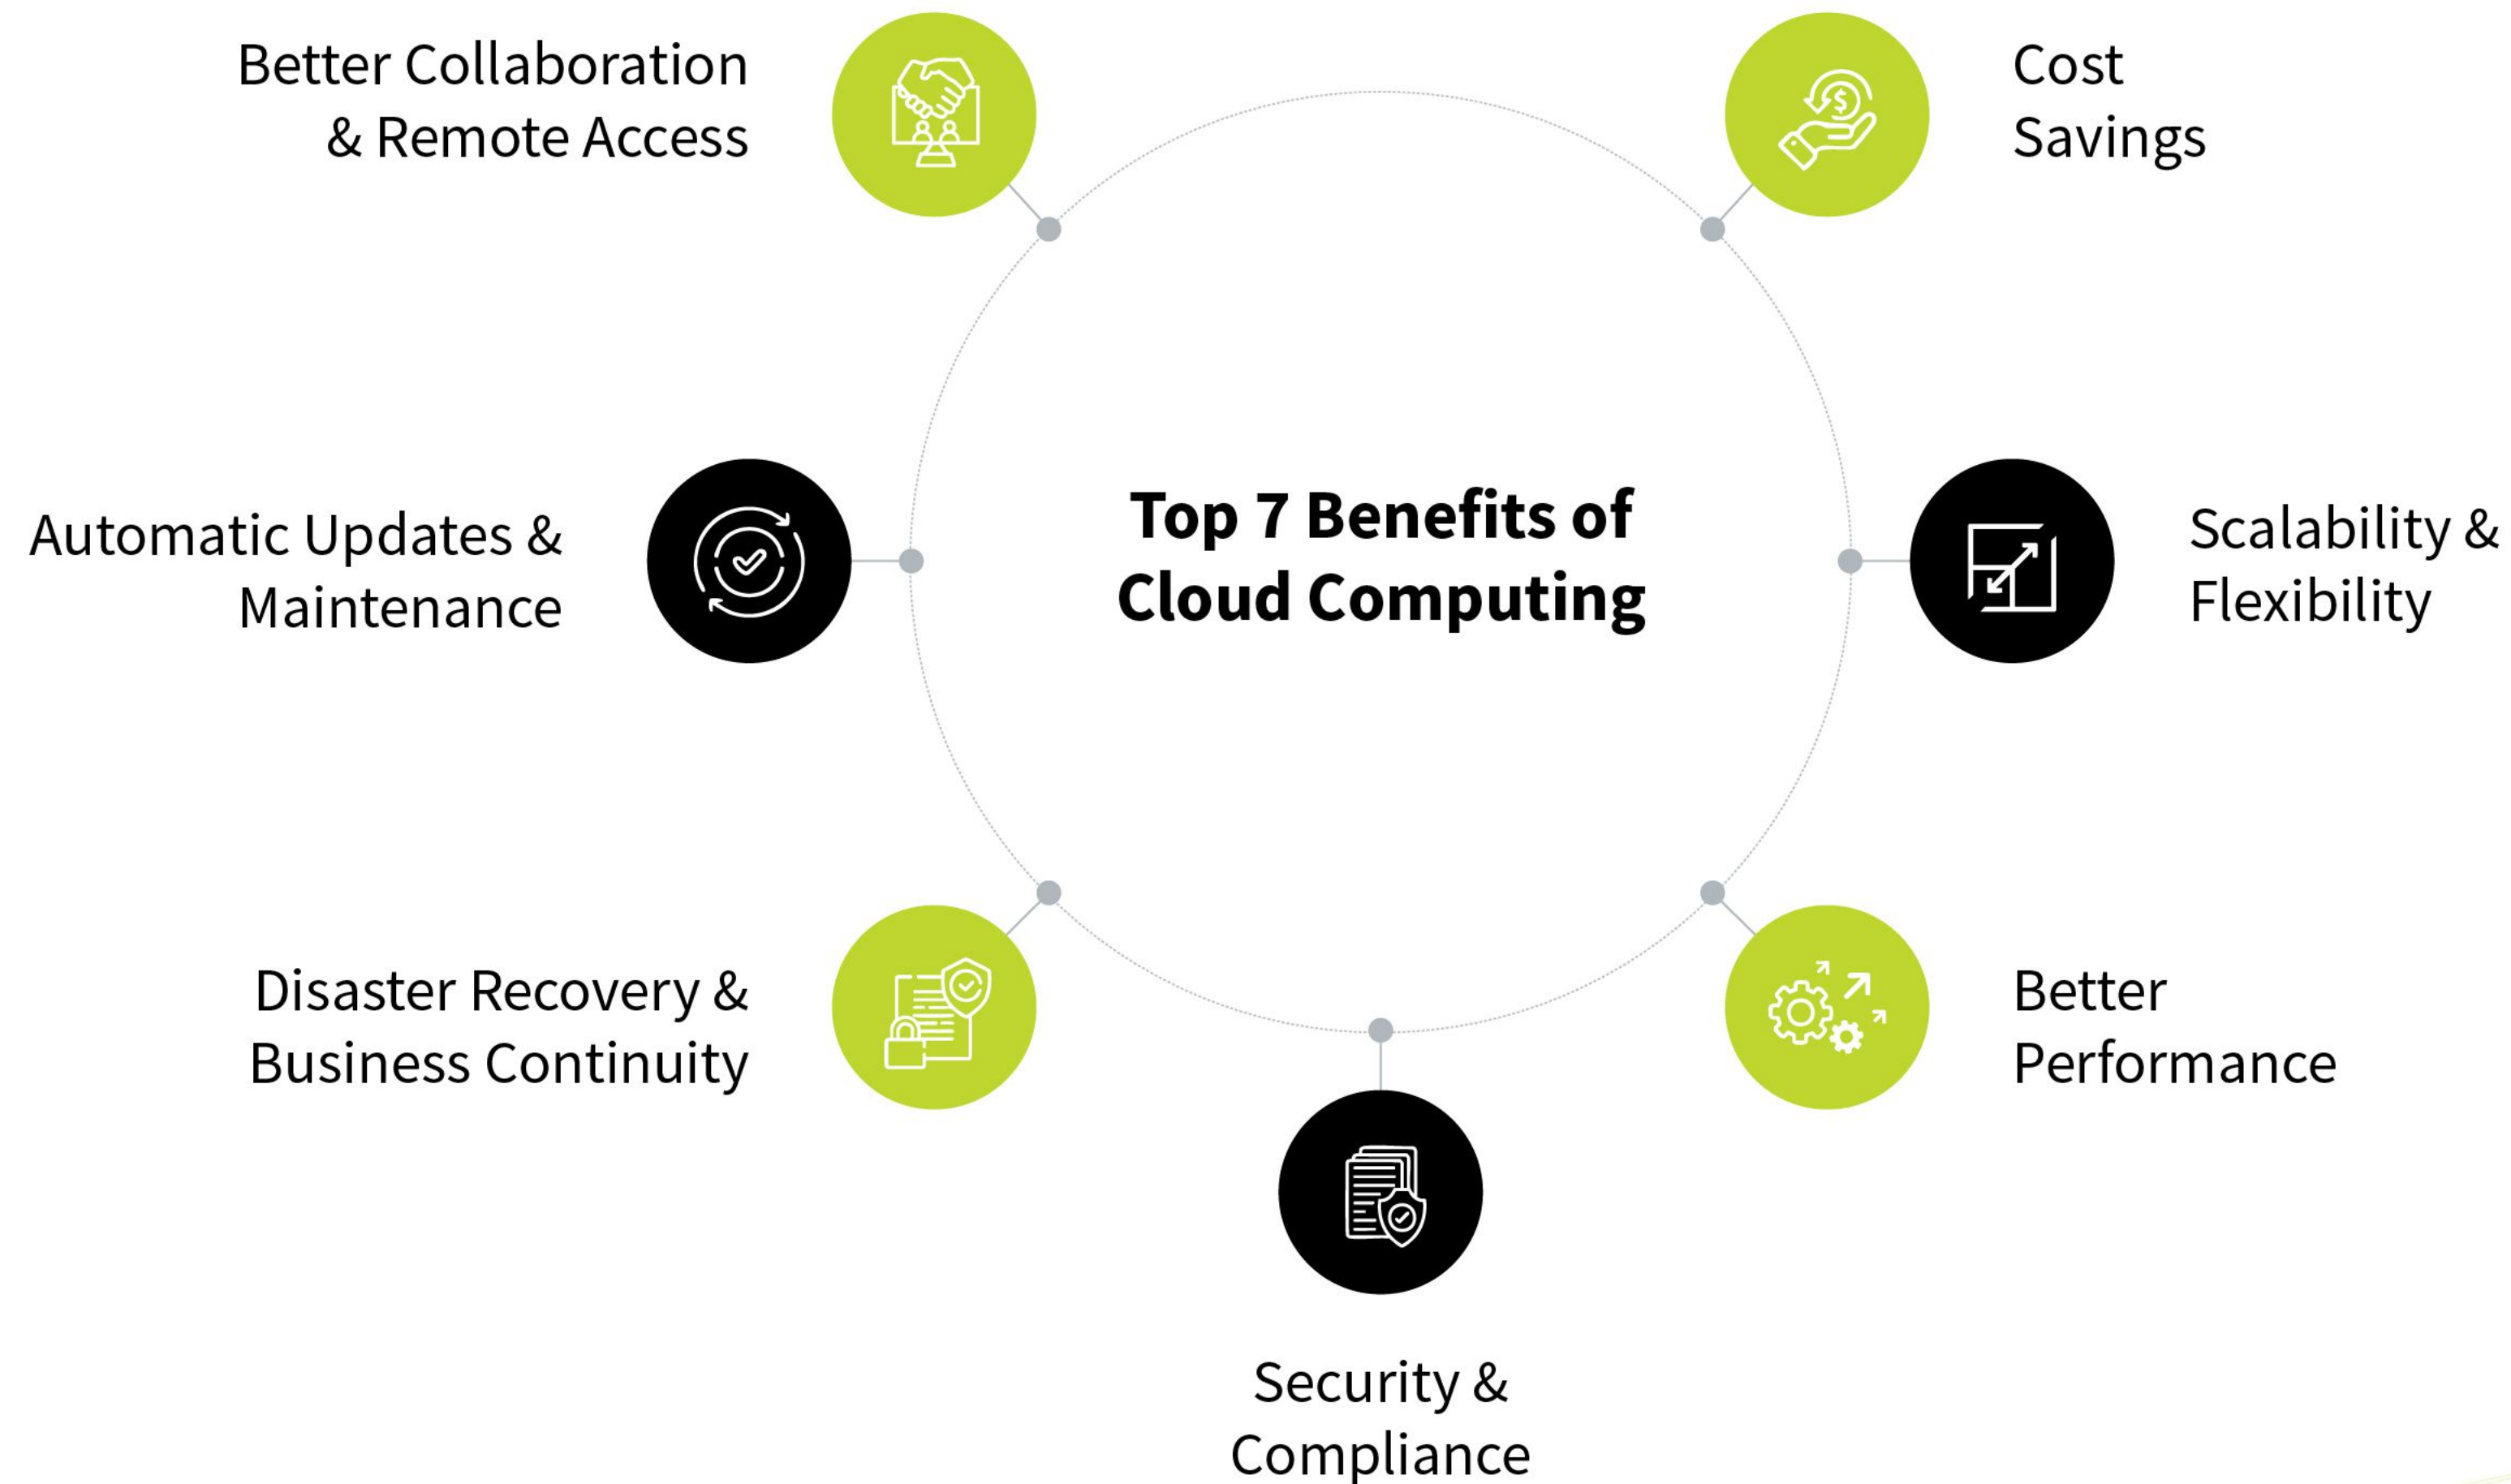 Better Collaboration
& Remote Access
Cost
Savings
Automatic Updates &
Maintenance
Top 7 Benefits of
Cloud Computing
Scalability &
Flexibility
Disaster Recovery &
Business Continuity
Better
Performance
Security &
Compliance